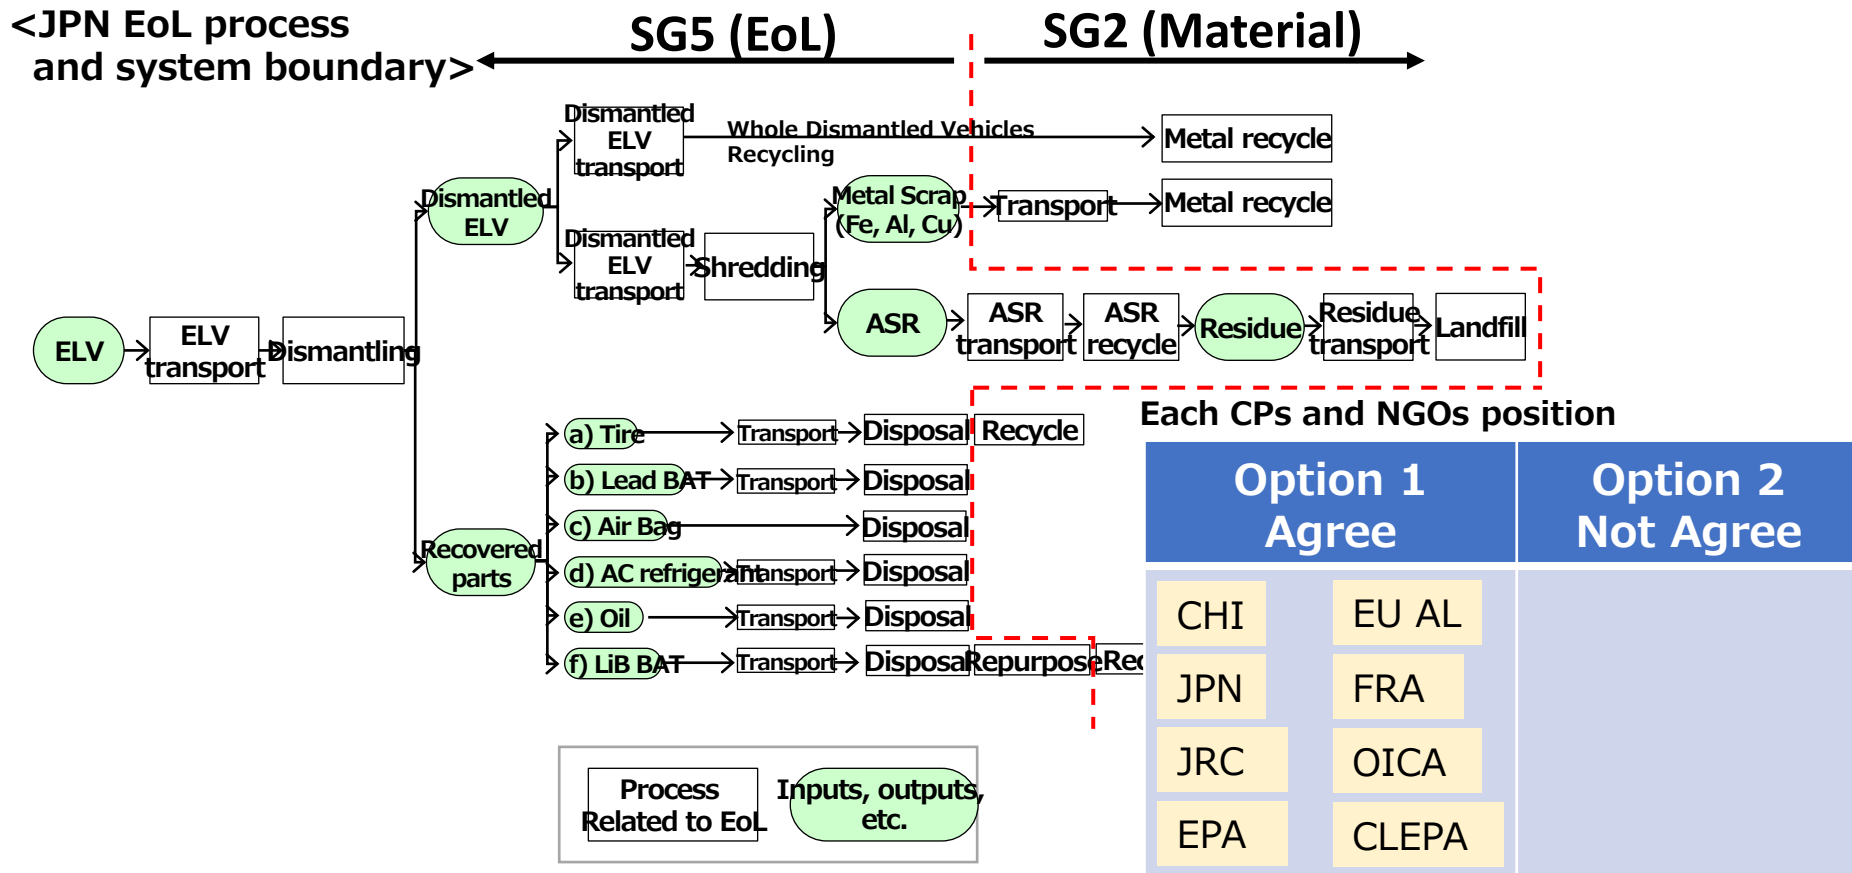 <JPN EoL process
and system boundary>
SG5 (EoL)
SG2 (Material)
Dismantled
ELV
transport
Whole Dismantled Vehicles
Recycling
Metal recycle
Dismantled
ELV
Metal Scrap
(Fe, Al, Cu)
Transport
Metal recycle
Dismantled
ELV
transport
Shredding
ELV
ELV
transport
Dismantling
ASR
ASR
transport
ASR
recycle
Residue
Residue
transport
Landfill
Recovered
parts
a) Tire
Transport
Disposal
Recycle
b) Lead BAT
Transport
Disposal
c) Air Bag
Disposal
d) AC refrigerant
Transport
Disposal
e) Oil
Transport
Disposal
f) LiB BAT
Transport
Disposal
Repurpose
Each CPs and NGOs position
Option 1
Agree
Option 2
Not Agree
CHI
EU AL
JPN
FRA
JRC
OICA
EPA
CLEPA
Process
Related to EoL
Inputs, outputs,
etc.